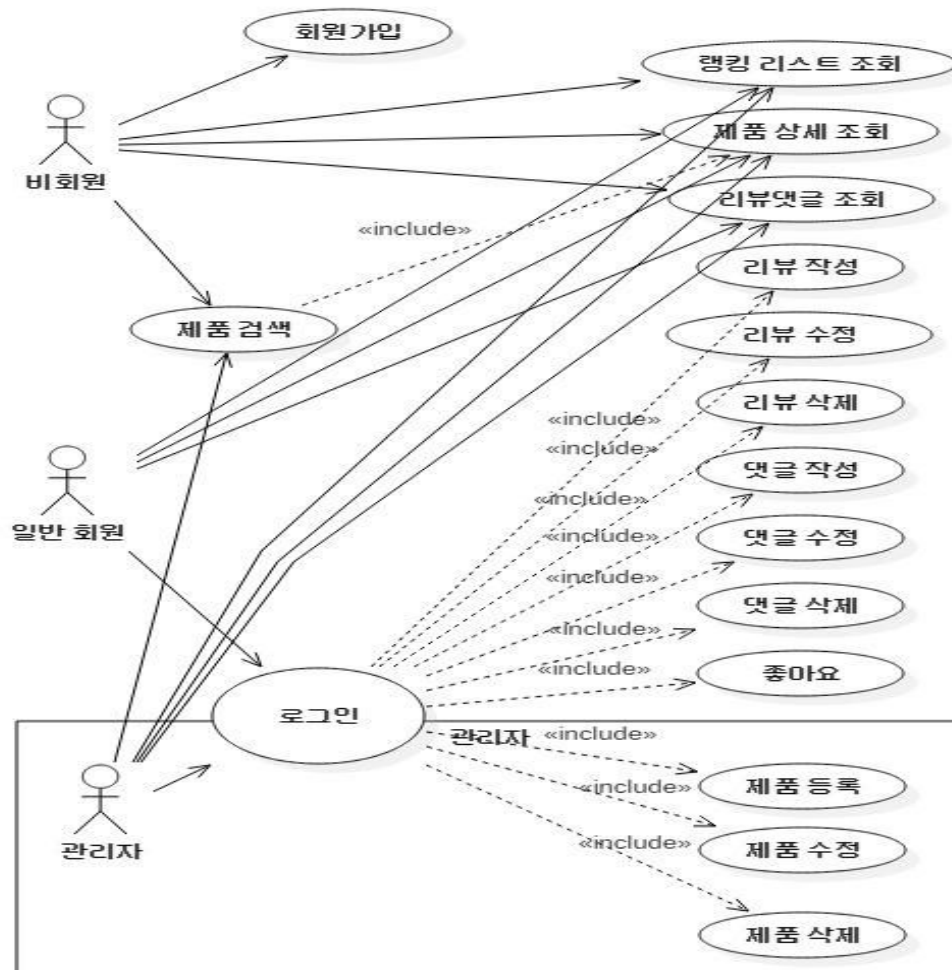 회원가입
랭킹 리스트 조회
제품 상세 조회
비회원
리뷰댓글 조회
«include»
리뷰 작성
제품 검색
리뷰 수정
리뷰 삭제
«include»
«include»
댓글 작성
일반 회원
«include»
댓글 수정
«include»
«include»
댓글 삭제
«include»
좋아요
«include»
로그인
관리자
«include»
제품 등록
«include»
관리자
제품 수정
«include»
제품 삭제